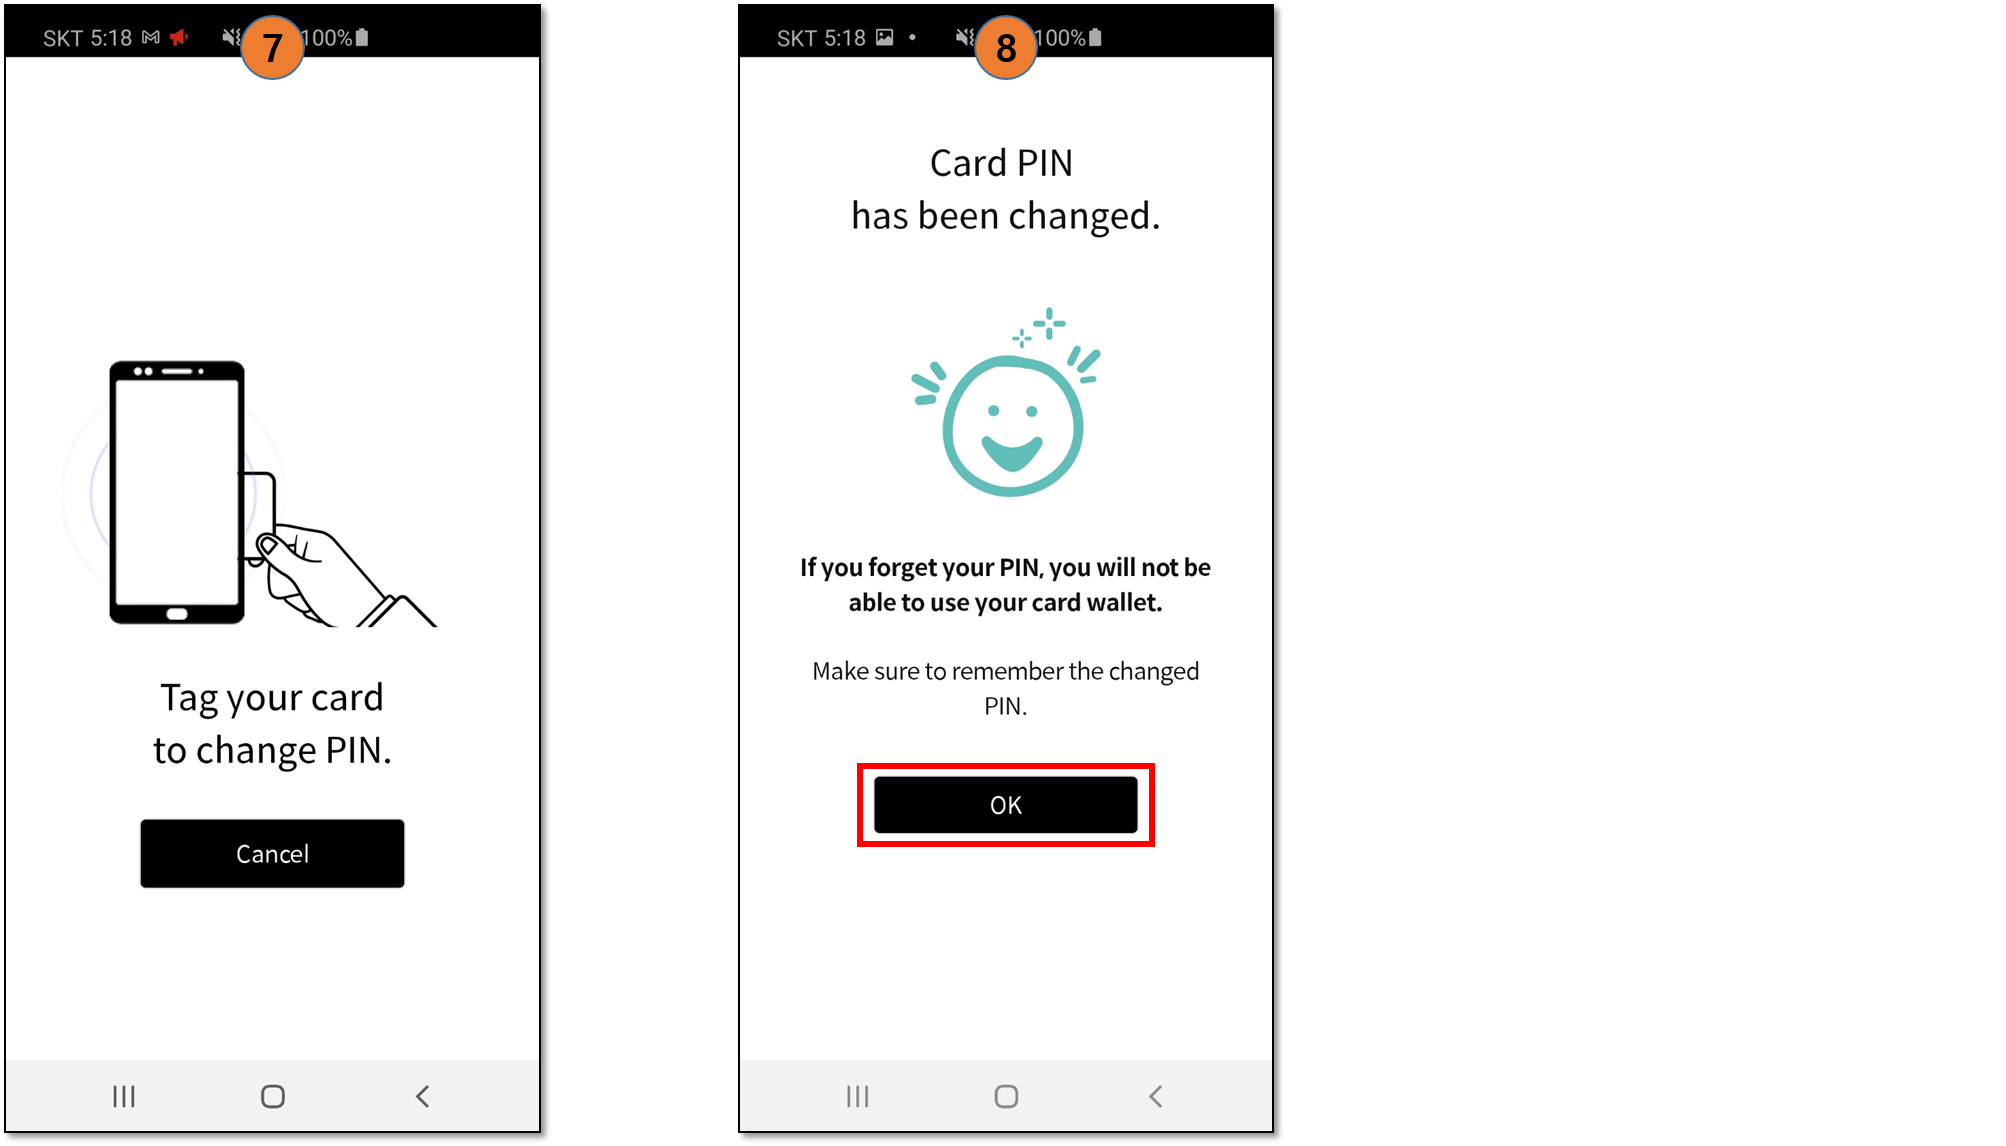 SKT 5:18 100%
7
Tag your card
to change PIN.
Cancel
SKT 5:18 100%
8
Card PIN
has been changed.
If you forget your PIN, you will not be
able to use your card wallet.
Make sure to remember the changed
PIN.
OK